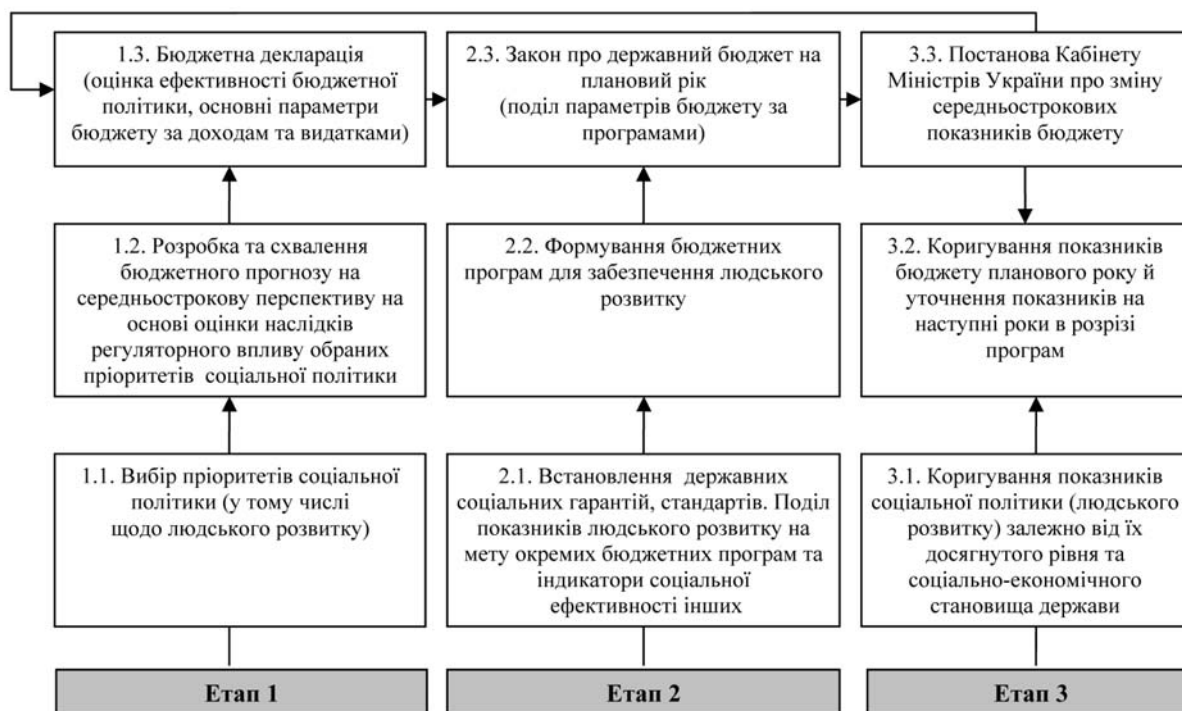 1.3. Бюджетна декларація
(оцінка ефективності бюджетної
політики, основні параметри
бюджету за доходам та видатками)
2.3. Закон про державний бюджет на
плановий рік
(поділ параметрів бюджету за
програмами)
3.3. Постанова Кабінету
Міністрів України про зміну
середньострокових
показників бюджету
1.2. Розробка та схвалення
бюджетного прогнозу на
середньострокову перспективу на
основі оцінки наслідків
регуляторного впливу обраних
пріоритетів соціальної політики
2.2. Формування бюджетних
програм для забезпечення людського
розвитку
3.2. Коригування показників
бюджету планового року й
уточнення показників на
наступні роки в розрізі
програм
1.1. Вибір пріоритетів соціальної
політики (у тому числі
щодо людського розвитку)
2.1. Встановлення державних
соціальних гарантій, стандартів. Поділ
показників людського розвитку на
мету окремих бюджетних програм та
індикатори соціальної
ефективності інших
3.1. Коригування показників
соціальної політики (людського
розвитку) залежно від їх
досягнутого рівня та
соціально-економічного
становища держави
Етап 1
Етап 2
Етап 3